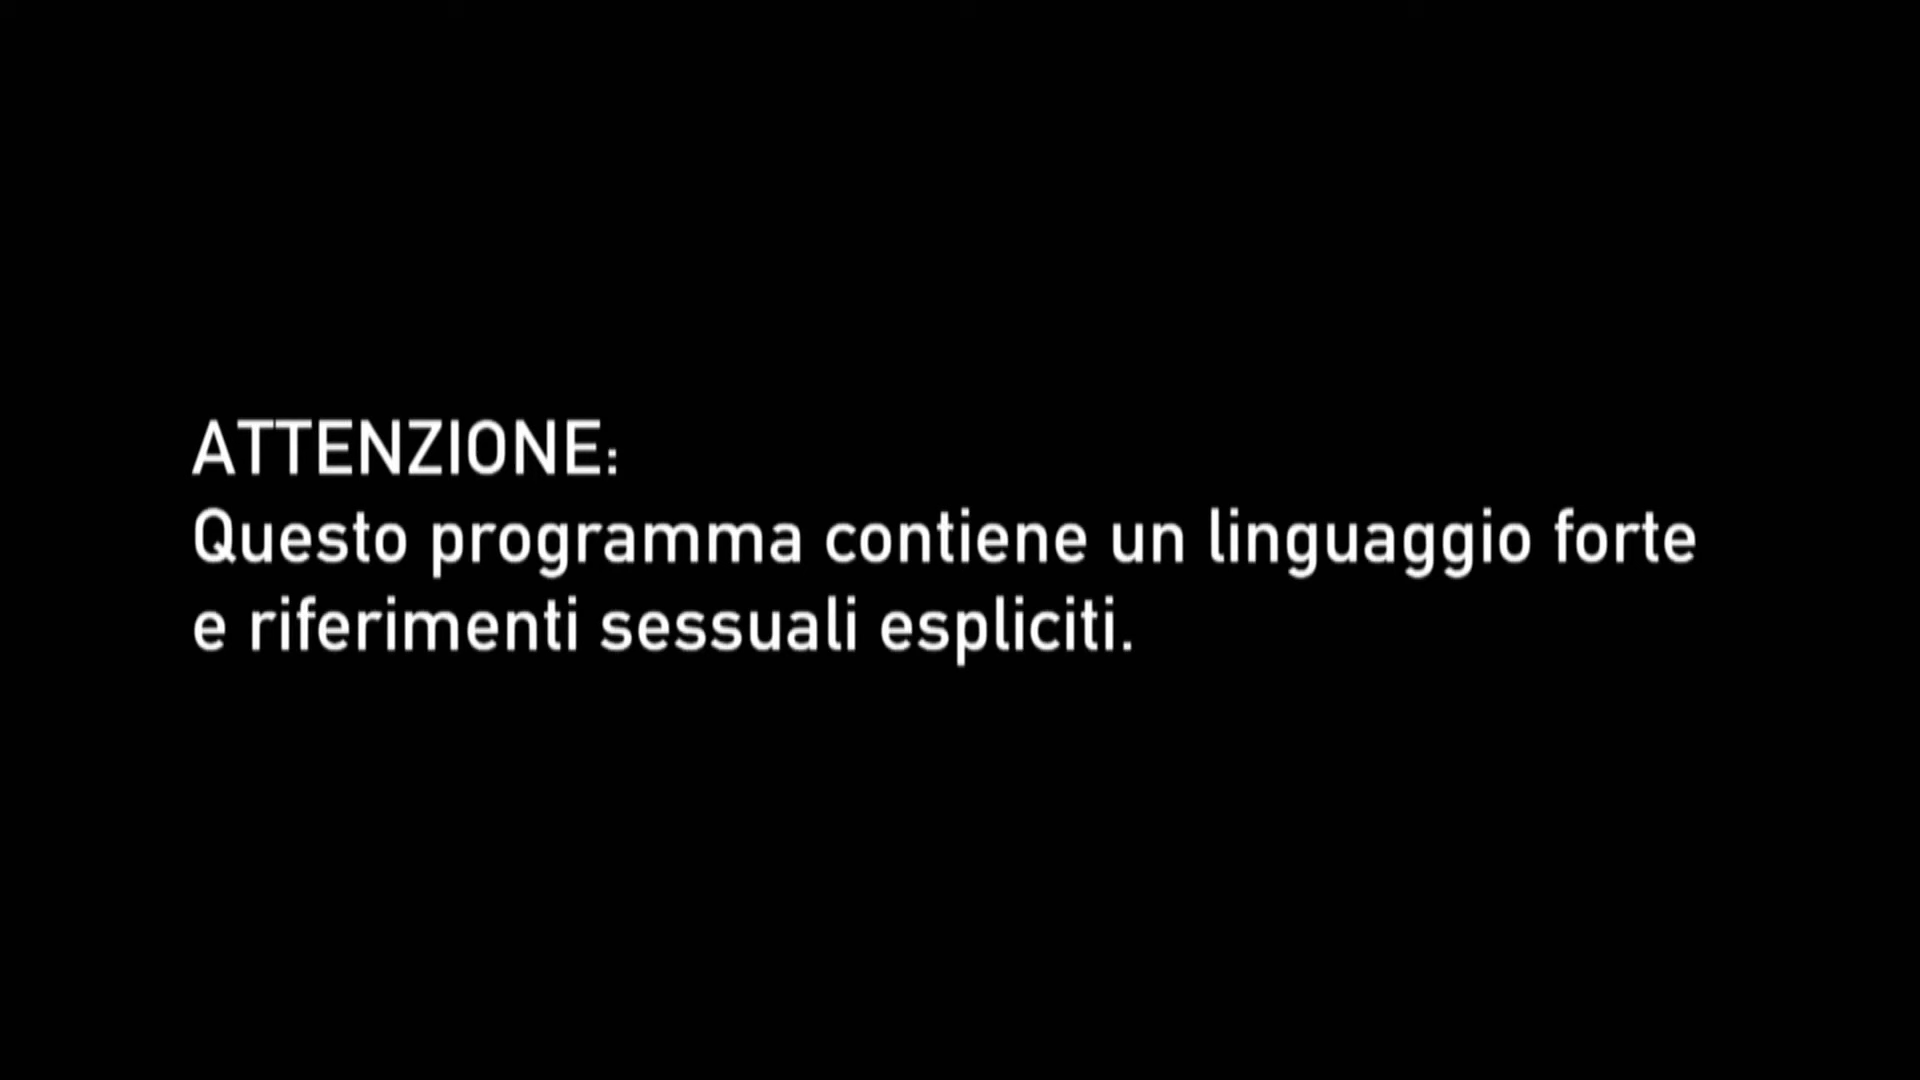 ATTENZIONE:
Questo programma contiene un linguaggio forte
e riferimenti sessuali espliciti.